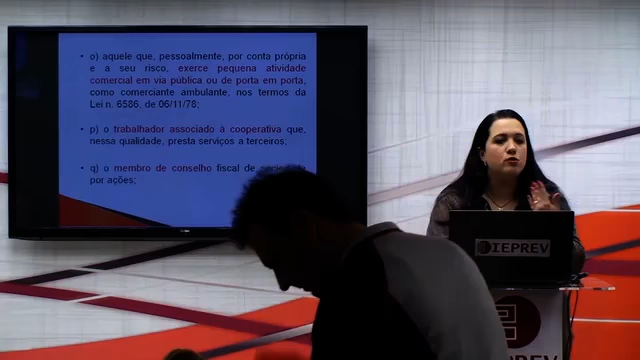 • o) aquele que, pessoalmente, por conta própria
e a seu risco, exerce pequena atividade
comercial em via pública ou de porta em porta,
como comerciante ambulante, nos termos da
Lei n. 6586, de 06/11/78;
• p) o trabalhador associado à cooperativa que,
nessa qualidade, presta serviços a terceiros;
• q) o membro de conselho fiscal de
por ações;
IEPREV